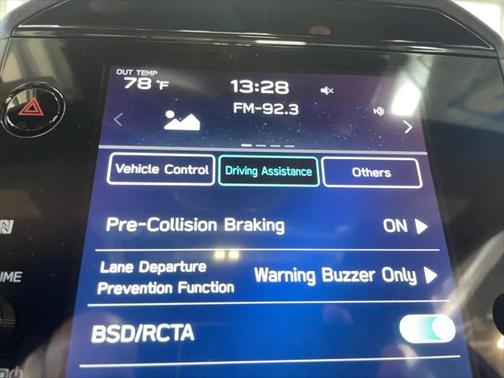 OUT TEMP
78 °F
13:28
FM-92.3
Vehicle Control
Driving Assistance
Others
Pre-Collision Braking
ON
Lane Departure
Prevention Function
Warning Buzzer Only
BSD/RCTA